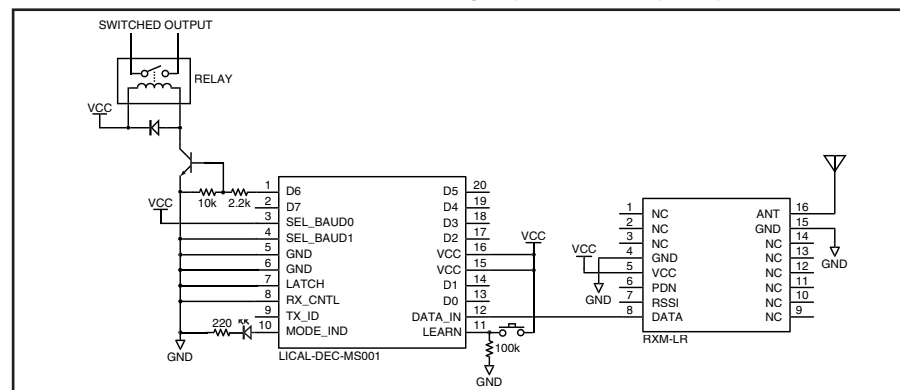 SWITCHED OUTPUT
RELAY
VCC
10k 2.2k
VCC
1 D6 D5 20
2 D7 D4 19
3 SEL_BAUD0 D3 18
4 SEL_BAUD1 D2 17
5 GND VCC 16
6 GND VCC 15
7 LATCH D1 14
8 RX_CNTL D0 13
9 TX_ID DATA_IN 12
10 MODE_IND LEARN 11
220
GND
LICAL-DEC-MS001
VCC
100k
GND
1 NC ANT 16
2 NC GND 15
3 NC NC 14
4 GND NC 13
5 VCC NC 12
6 PDN NC 11
7 RSSI NC 10
8 DATA NC 9
VCC
GND
GND
RXM-LR